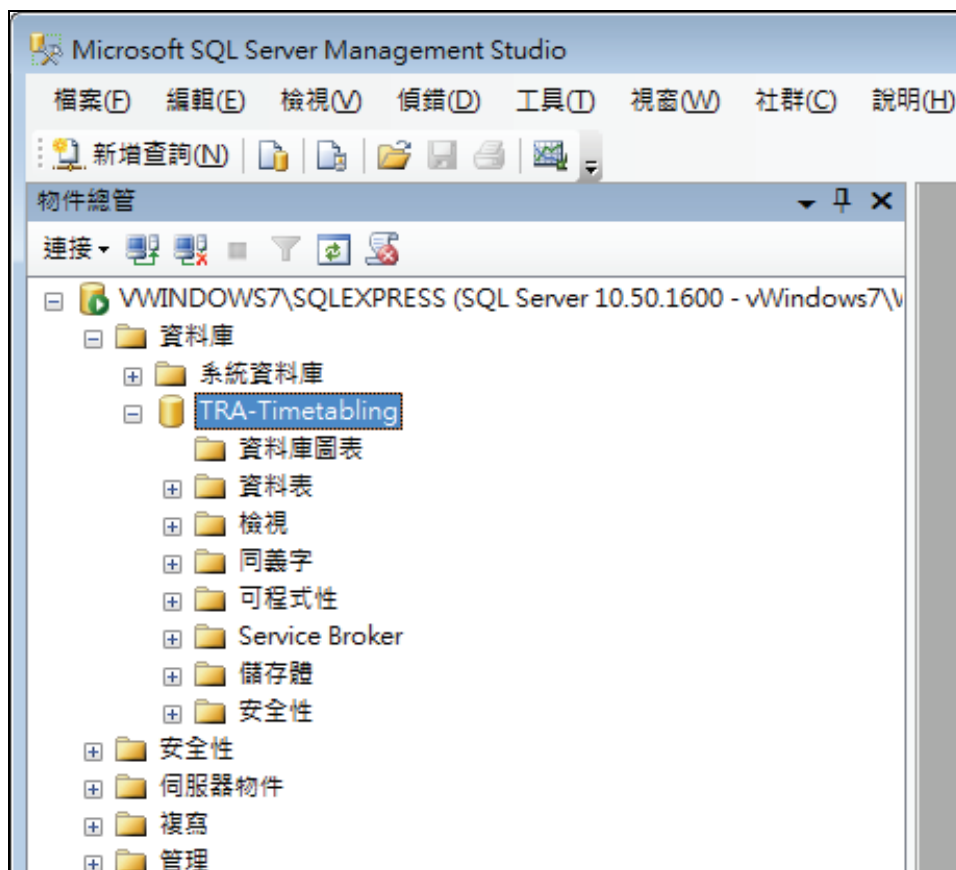 Microsoft SQL Server Management Studio
檔案(F) 編輯(E) 檢視(V) 偵錯(D) 工具(T) 視窗(W) 社群(C) 說明(H)
新增查詢(N)
物件總管
連接
VWINDOWS7\SQLEXPRESS (SQL Server 10.50.1600 - vWindows7\V
資料庫
系統資料庫
TRA-Timetabling
資料庫圖表
資料表
檢視
同義字
可程式性
Service Broker
儲存體
安全性
安全性
伺服器物件
複寫
管理